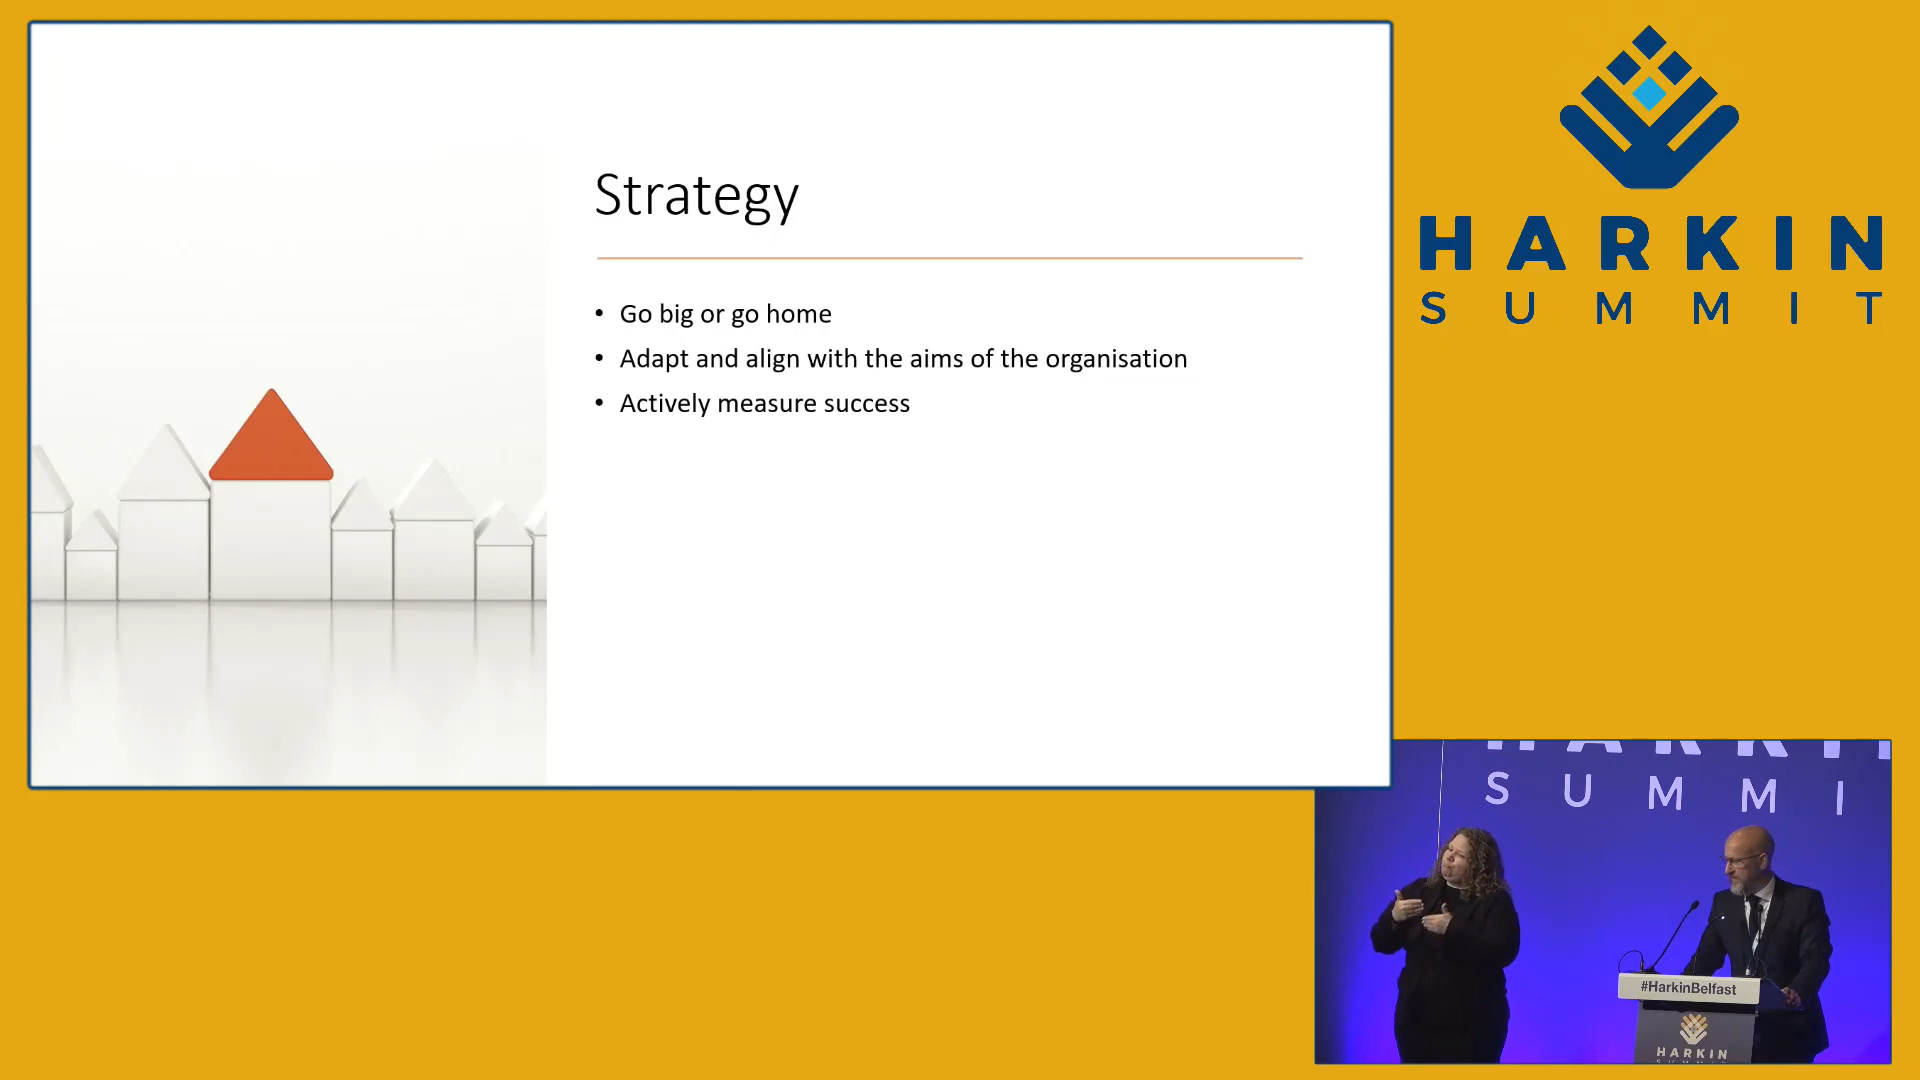 Strategy
• Go big or go home
• Adapt and align with the aims of the organisation
• Actively measure success
HARKIN
SUMMIT
SUMMI
#HarkinBelfast
HARKIN